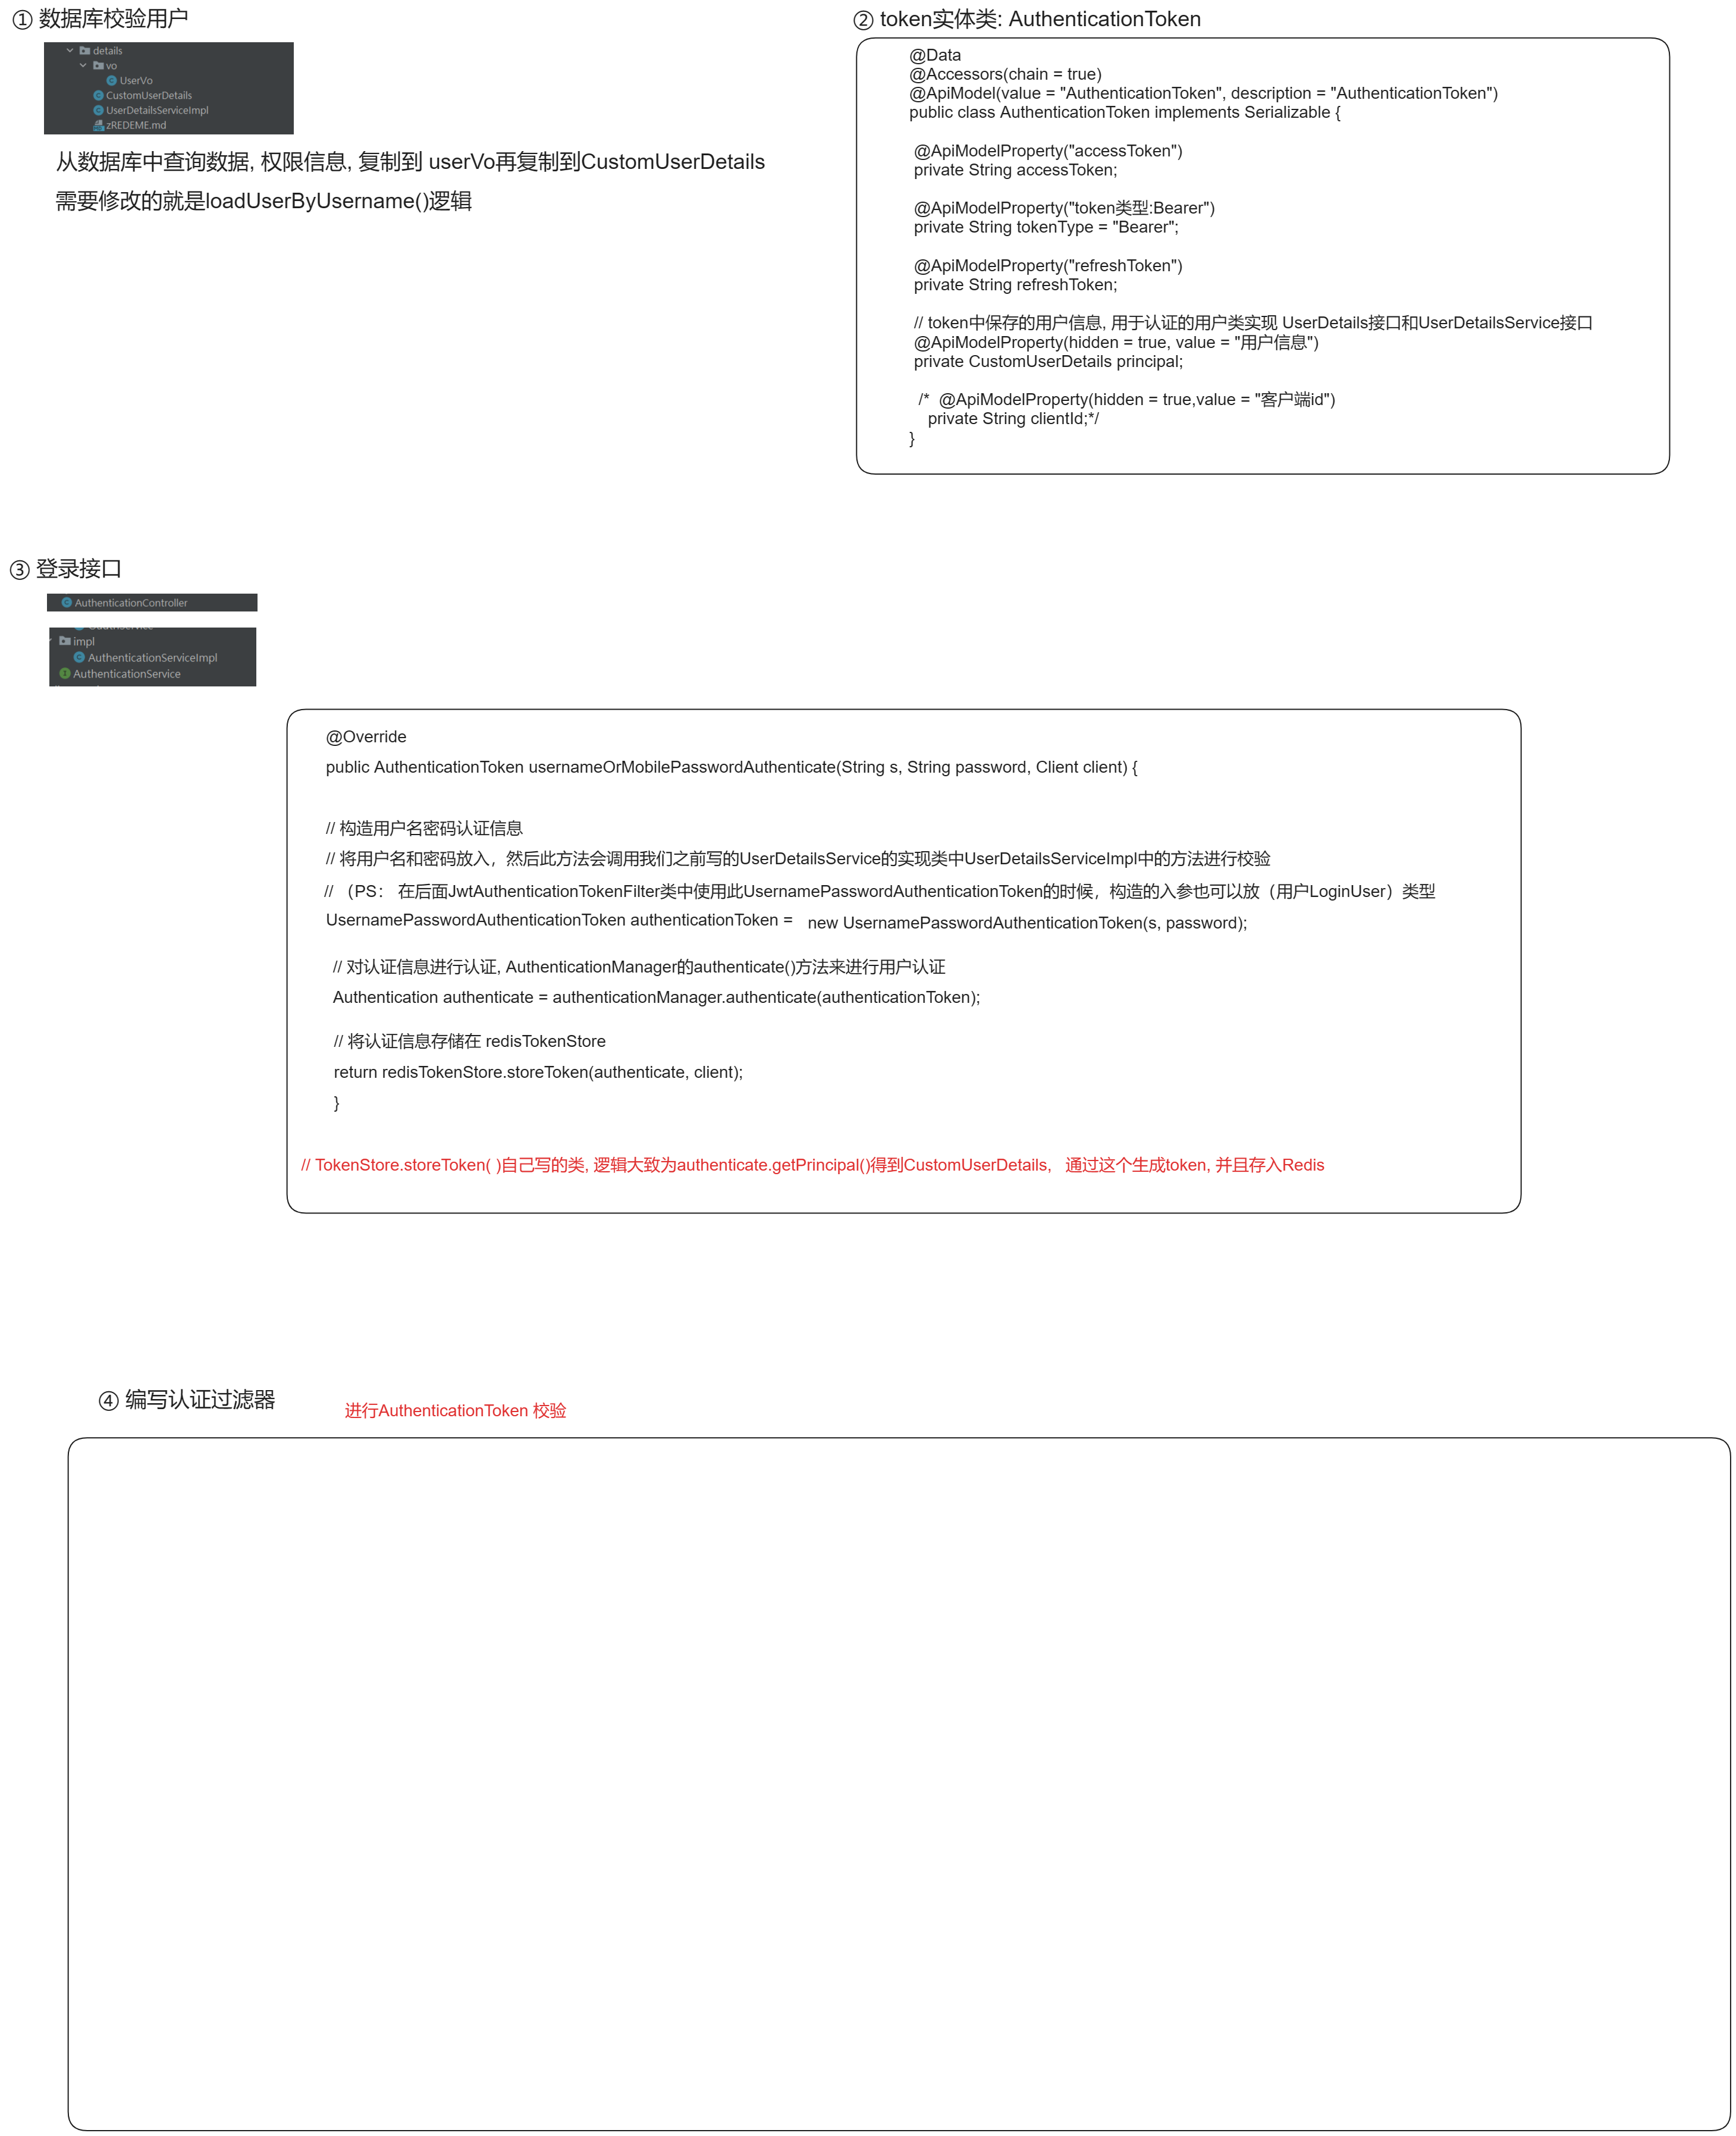 ① 数据库校验用户
details
vo
UserVo
CustomUserDetails
UserDetailsServiceImpl
zREDEME.md
从数据库中查询数据, 权限信息, 复制到 userVo再复制到CustomUserDetails
需要修改的就是loadUserByUsername()逻辑
② token实体类: AuthenticationToken
@Data
@Accessors(chain = true)
@ApiModel(value = "AuthenticationToken", description = "AuthenticationToken")
public class AuthenticationToken implements Serializable {
@ApiModelProperty("accessToken")
private String accessToken;
@ApiModelProperty("token类型:Bearer")
private String tokenType = "Bearer";
@ApiModelProperty("refreshToken")
private String refreshToken;
// token中保存的用户信息, 用于认证的用户类实现 UserDetails接口和UserDetailsService接口
@ApiModelProperty(hidden = true, value = "用户信息")
private CustomUserDetails principal;
/*  @ApiModelProperty(hidden = true,value = "客户端id")
private String clientId;*/
}
③ 登录接口
AuthenticationController
impl
AuthenticationServiceImpl
AuthenticationService
@Override
public AuthenticationToken usernameOrMobilePasswordAuthenticate(String s, String password, Client client) {
// 构造用户名密码认证信息
// 将用户名和密码放入，然后此方法会调用我们之前写的UserDetailsService的实现类中UserDetailsServiceImpl中的方法进行校验
// （PS： 在后面JwtAuthenticationTokenFilter类中使用此UsernamePasswordAuthenticationToken的时候，构造的入参也可以放（用户LoginUser）类型
UsernamePasswordAuthenticationToken authenticationToken = new UsernamePasswordAuthenticationToken(s, password);
// 对认证信息进行认证, AuthenticationManager的authenticate()方法来进行用户认证
Authentication authenticate = authenticationManager.authenticate(authenticationToken);
// 将认证信息存储在 redisTokenStore
return redisTokenStore.storeToken(authenticate, client);
}
// TokenStore.storeToken( )自己写的类, 逻辑大致为authenticate.getPrincipal()得到CustomUserDetails,   通过这个生成token, 并且存入Redis
④ 编写认证过滤器
进行AuthenticationToken 校验